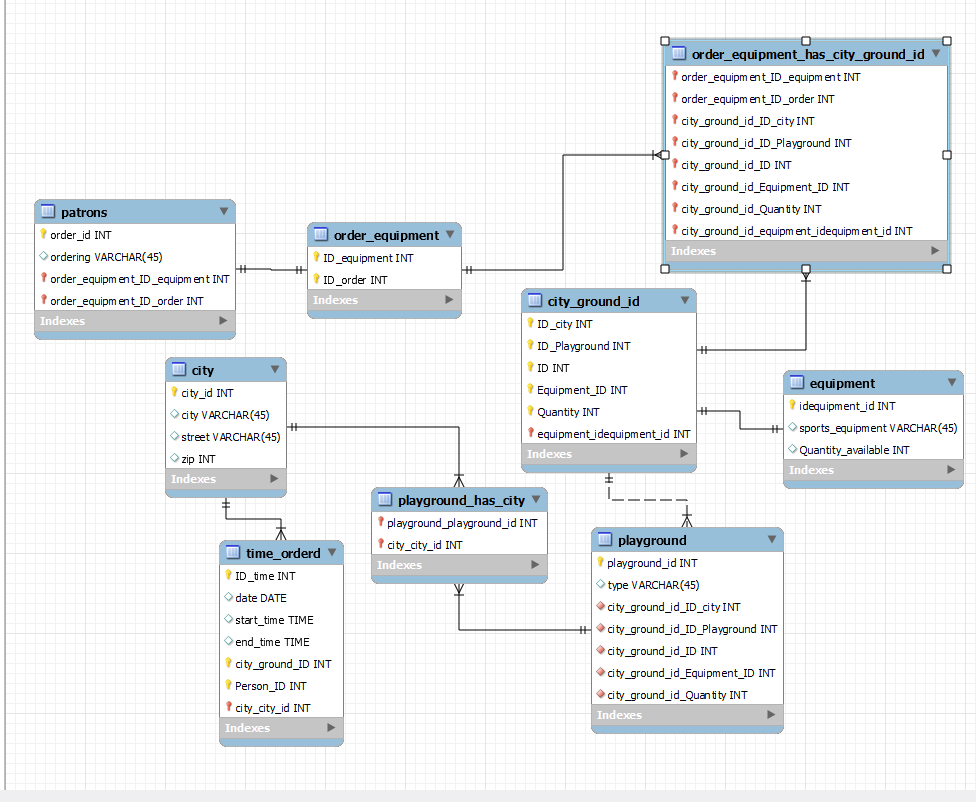 order_equipment_has_city_ground_id
order_equipment_ID_equipment INT
order_equipment_ID_order INT
city_ground_id_ID_city INT
city_ground_id_ID_Playground INT
city_ground_id_ID INT
city_ground_id_Equipment_ID INT
city_ground_id_Quantity INT
city_ground_id_equipment_idequipment_id INT
Indexes
patrons
order_id INT
ordering VARCHAR(45)
order_equipment_ID_equipment INT
order_equipment_ID_order INT
Indexes
order_equipment
ID_equipment INT
ID_order INT
Indexes
city_ground_id
ID_city INT
ID_Playground INT
ID INT
Equipment_ID INT
Quantity INT
equipment_idequipment_id INT
Indexes
equipment
idequipment_id INT
sports_equipment VARCHAR(45)
Quantity_available INT
Indexes
city
city_id INT
city VARCHAR(45)
street VARCHAR(45)
zip INT
Indexes
playground_has_city
playground_playground_id INT
city_city_id INT
Indexes
time_orderd
ID_time INT
date DATE
start_time TIME
end_time TIME
city_ground_ID INT
Person_ID INT
city_city_id INT
Indexes
playground
playground_id INT
type VARCHAR(45)
city_ground_id_ID_city INT
city_ground_id_ID_Playground INT
city_ground_id_ID INT
city_ground_id_Equipment_ID INT
city_ground_id_Quantity INT
Indexes